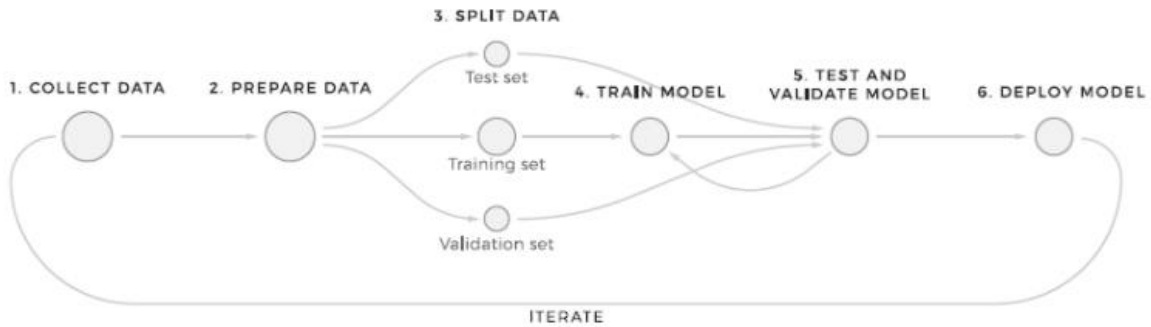 3. SPLIT DATA
Test set
1. COLLECT DATA
2. PREPARE DATA
4. TRAIN MODEL
5. TEST AND
VALIDATE MODEL
6. DEPLOY MODEL
Training set
Validation set
ITERATE